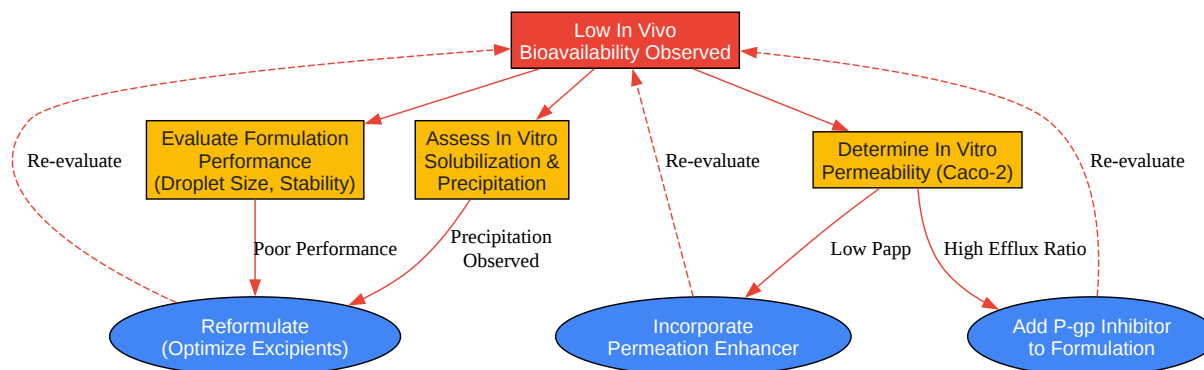 Low In Vivo
Bioavailability Observed
Evaluate Formulation
Performance
(Droplet Size, Stability)
Assess In Vitro
Solubilization &
Precipitation
Determine In Vitro
Permeability (Caco-2)
Re-evaluate
Re-evaluate
Re-evaluate
Poor Performance
Precipitation
Observed
Low Papp
High Efflux Ratio
Reformulate
(Optimize Excipients)
Incorporate
Permeation Enhancer
Add P-gp Inhibitor
to Formulation